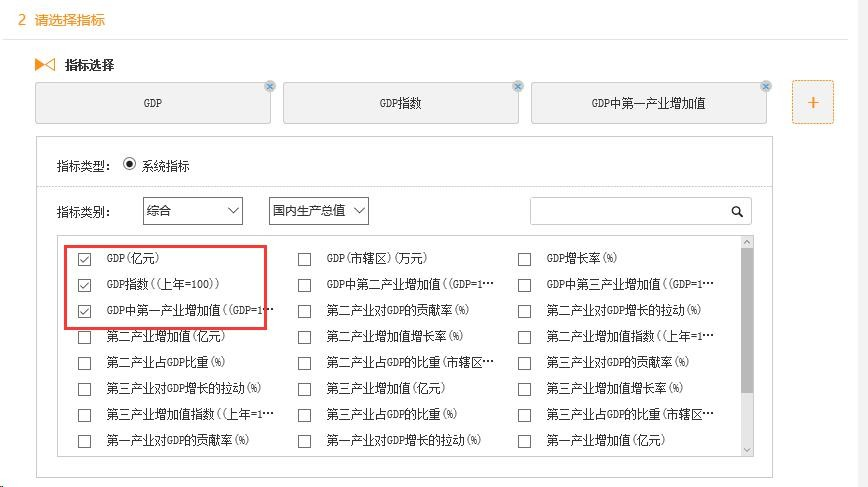 2 请选择指标
指标选择
GDP GDP指数 GDP中第一产业增加值 +
指标类型: 系统指标
指标类别: 综合 国内生产总值
GDP(亿元) GDP(市辖区)(万元) GDP增长率(%)
GDP指数((上年=100)) GDP中第二产业增加值((GDP=1··· GDP中第三产业增加值((GDP=1···
GDP中第一产业增加值((GDP=1··· 第二产业对GDP的贡献率(%) 第二产业对GDP增长的拉动(%)
第二产业增加值(亿元) 第二产业增加值增长率(%) 第二产业增加值指数((上年=1···
第二产业占GDP比重(%) 第二产业占GDP的比重(市辖区··· 第三产业对GDP的贡献率(%)
第三产业对GDP增长的拉动(%) 第三产业增加值(亿元) 第三产业增加值增长率(%)
第三产业增加值指数((上年=1··· 第三产业占GDP的比重(%) 第三产业占GDP的比重(市辖区···
第一产业对GDP的贡献率(%) 第一产业对GDP增长的拉动(%) 第一产业增加值(亿元)